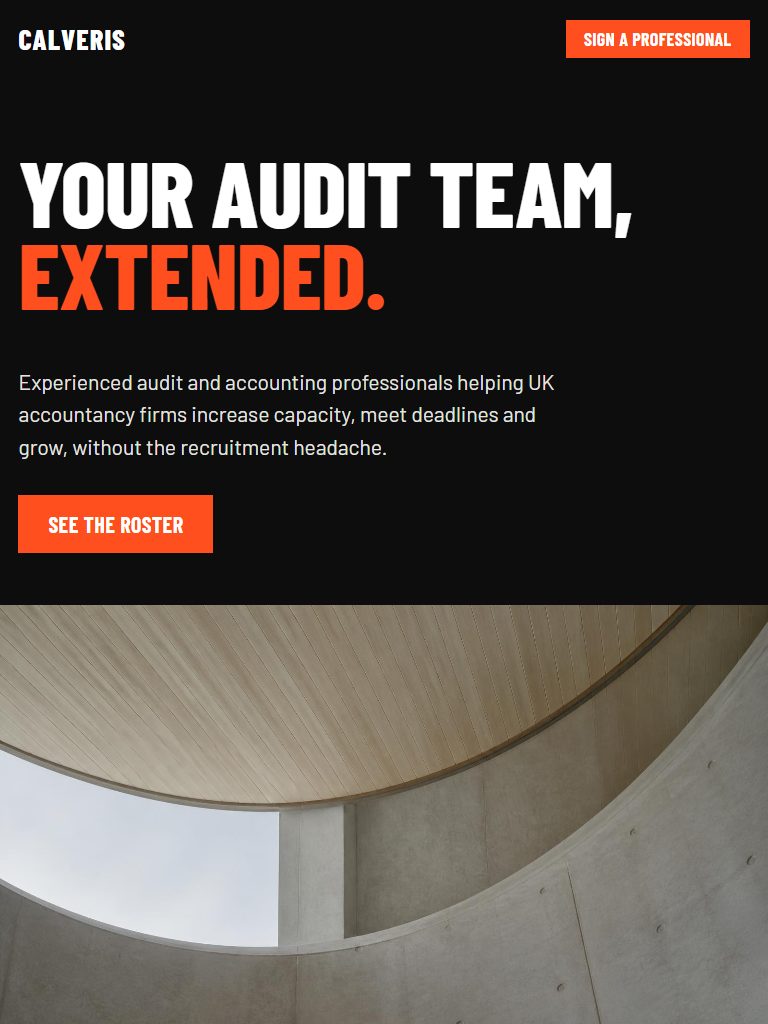 CALVERIS
SIGN A PROFESSIONAL
YOUR AUDIT TEAM,
EXTENDED.
Experienced audit and accounting professionals helping UK
accountancy firms increase capacity, meet deadlines and
grow, without the recruitment headache.
SEE THE ROSTER